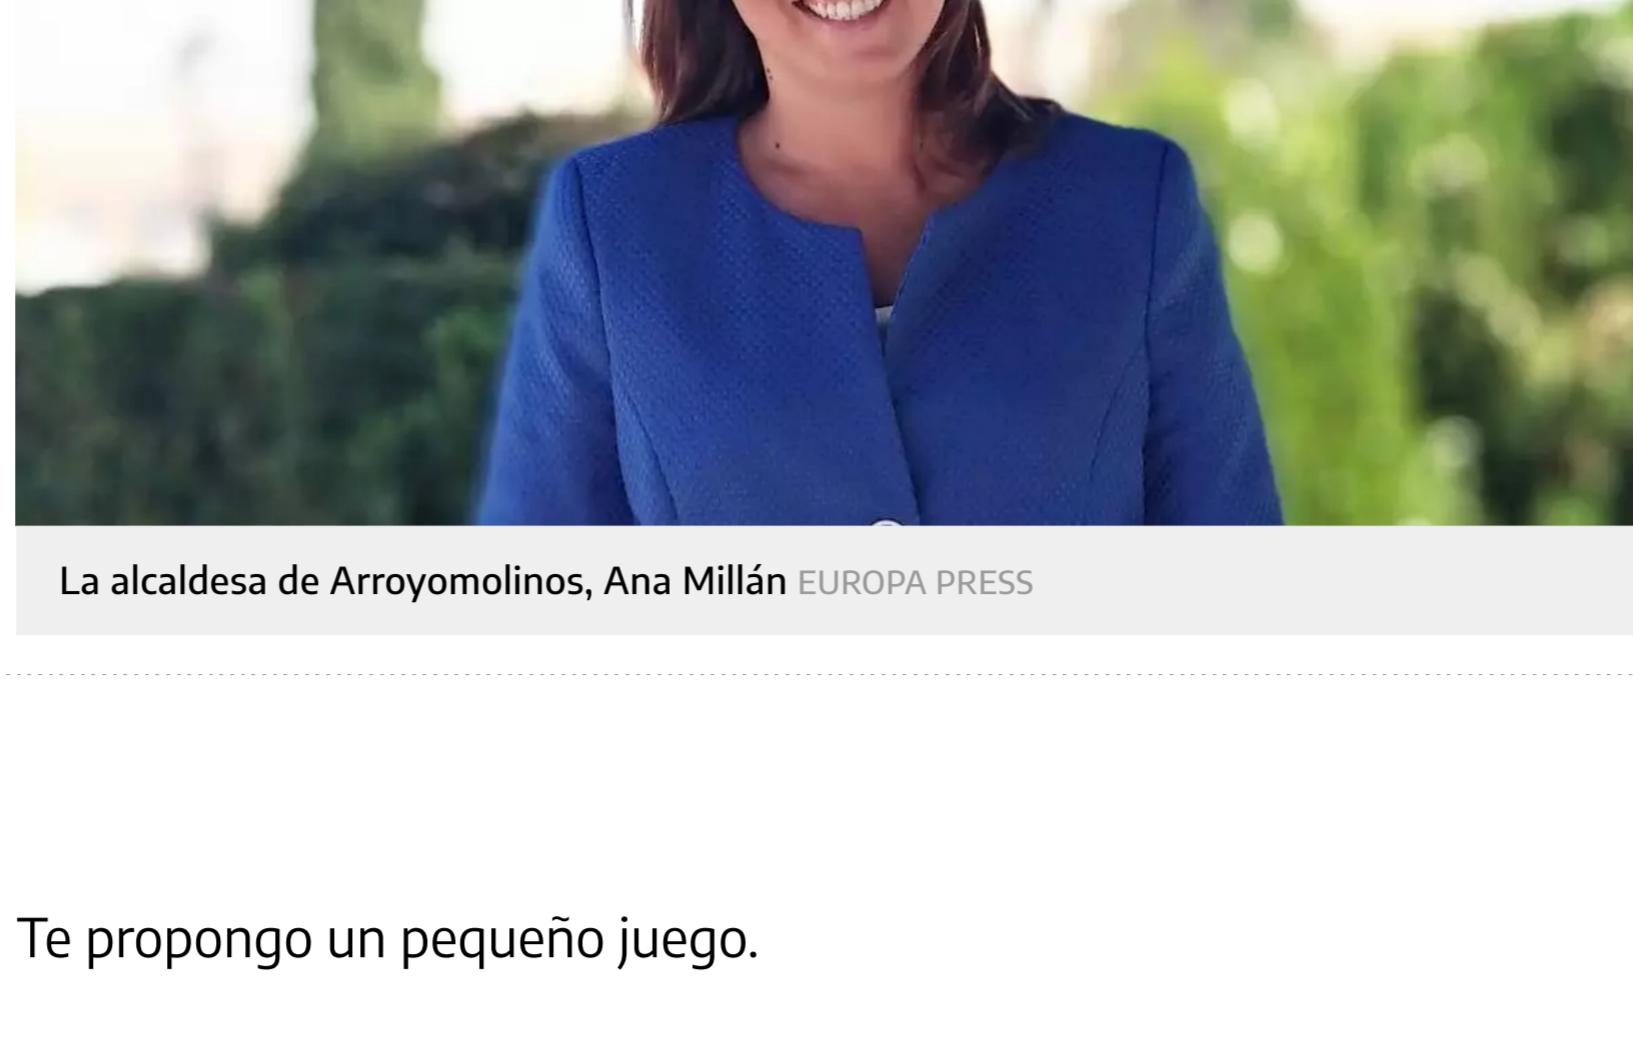 La alcaldesa de Arroyomolinos, Ana Millán EUROPA PRESS
Te propongo un pequeño juego.